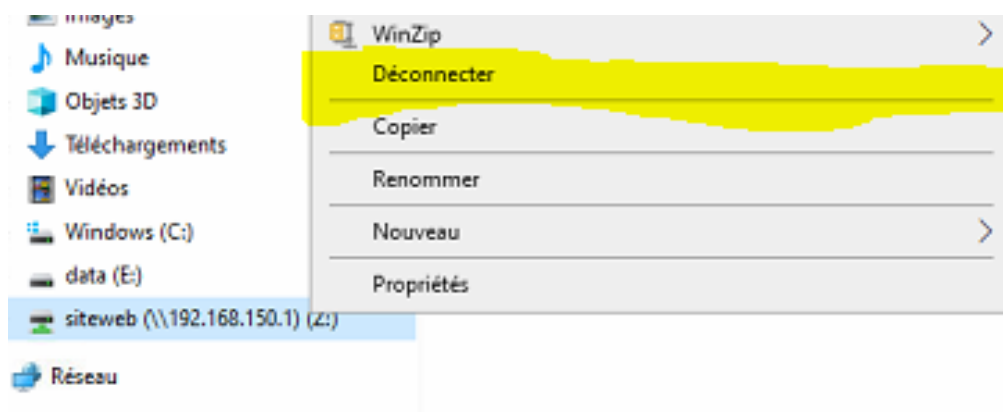 Images
Musique
Objets 3D
Téléchargements
Vidéos
Windows (C:)
data (E:)
siteweb (\\192.168.150.1) (Z:)
Réseau
WinZip
Déconnecter
Copier
Renommer
Nouveau
Propriétés